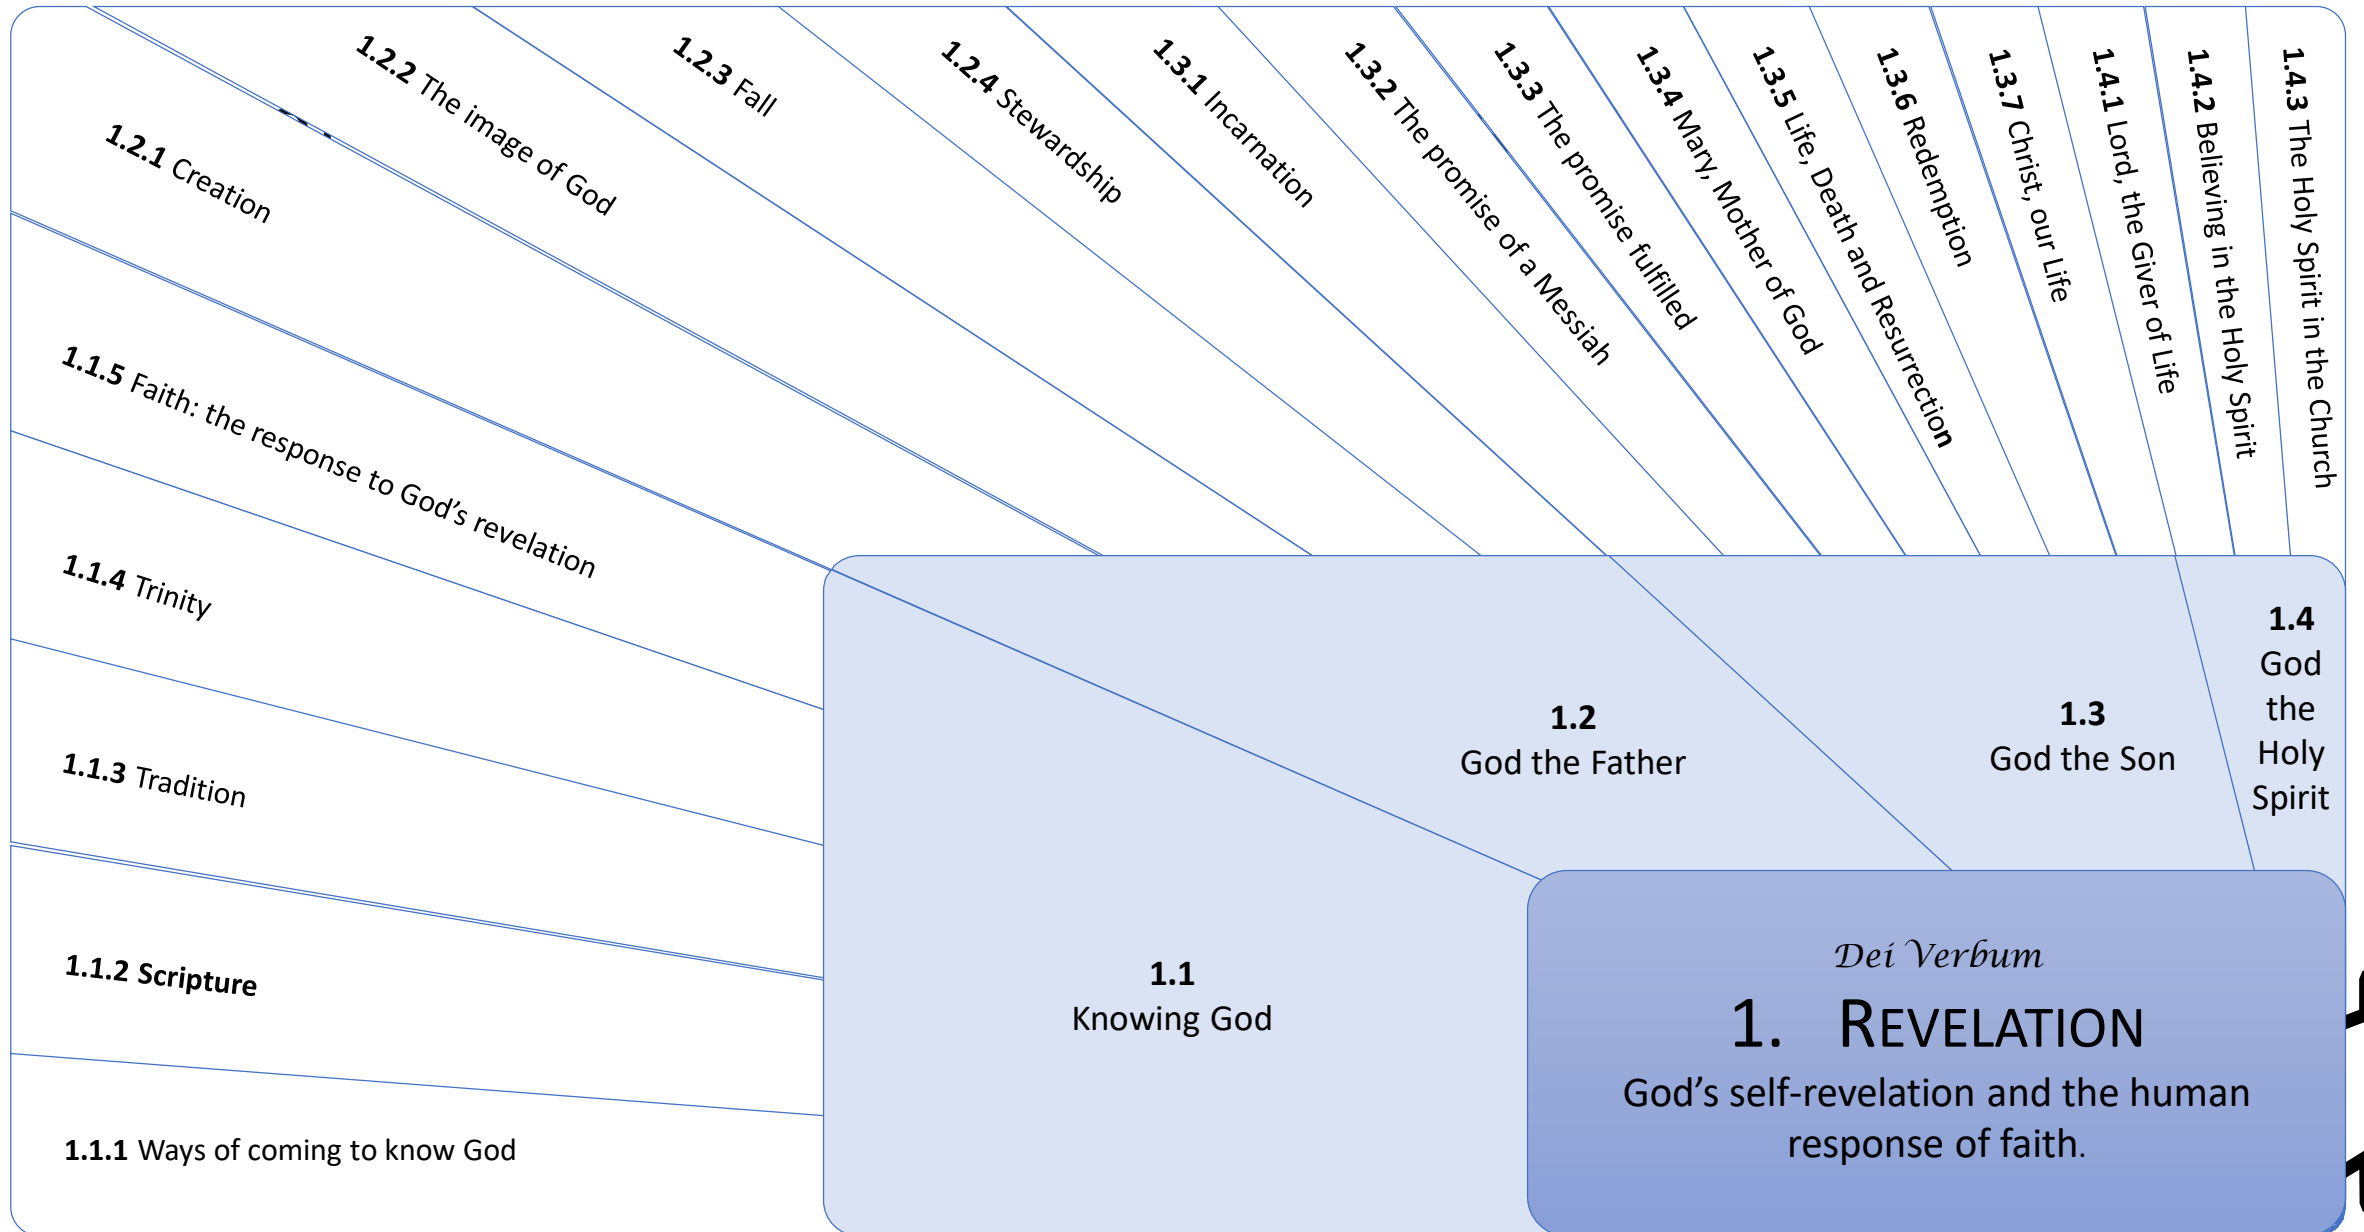 1.2.1 Creation
1.2.2 The image of God
1.2.3 Fall
1.2.4 Stewardship
1.3.1 Incarnation
1.3.2 The promise of a Messiah
1.3.3 The promise fulfilled
1.3.4 Mary, Mother of God
1.3.5 Life, Death and Resurrection
1.3.6 Redemption
1.3.7 Christ, our Life
1.4.1 Lord, the Giver of Life
1.4.2 Believing in the Holy Spirit
1.4.3 The Holy Spirit in the Church
1.1.5 Faith: the response to God’s revelation
1.1.4 Trinity
1.1.3 Tradition
1.1.2 Scripture
1.1.1 Ways of coming to know God
1.1
Knowing God
1.2
God the Father
1.3
God the Son
1.4
God
the
Holy
Spirit
Dei Verbum
1. REVELATION
God’s self-revelation and the human
response of faith.